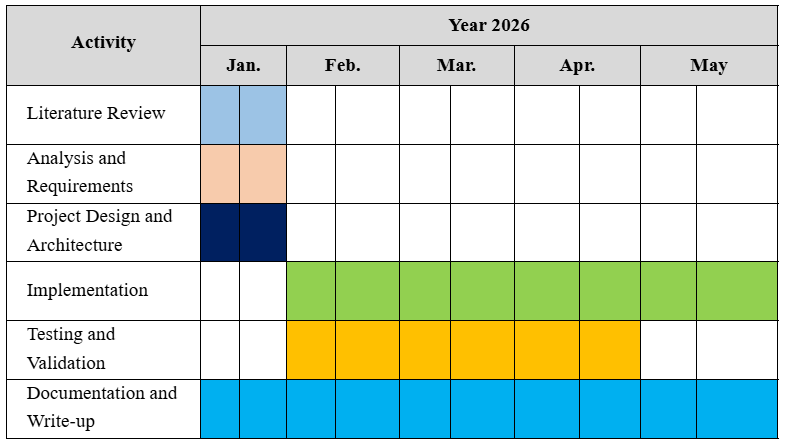 Activity
Year 2026
Jan.
Feb.
Mar.
Apr.
May
Literature Review
Analysis and
Requirements
Project Design and
Architecture
Implementation
Testing and
Validation
Documentation and
Write-up